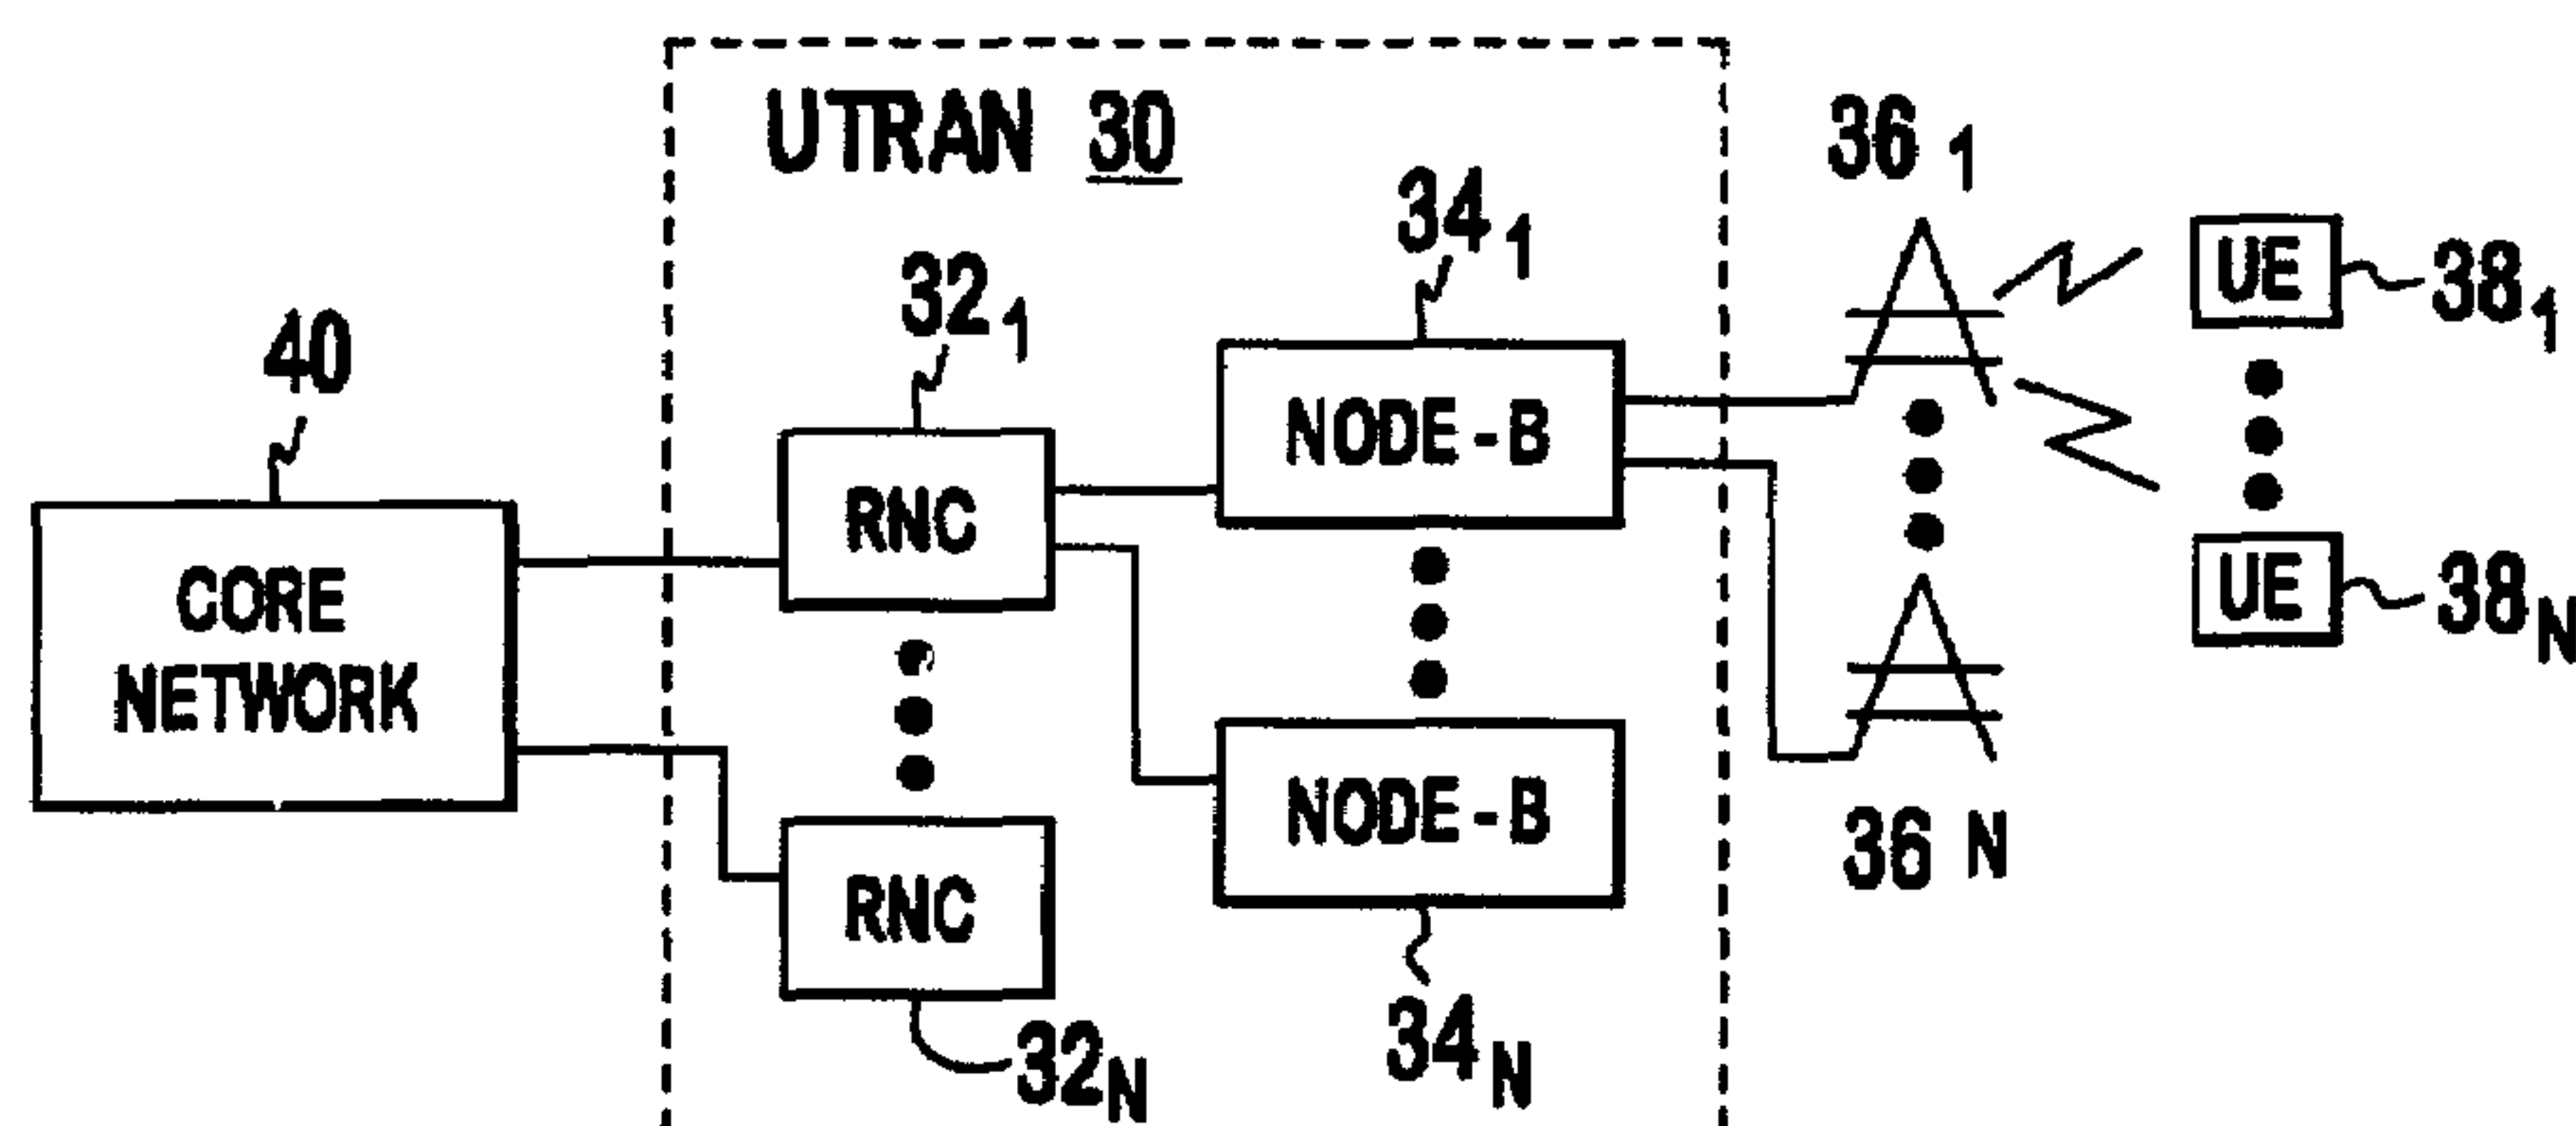 UTRAN 30
36 1
34 1
32 1
UE
38 1
40
NODE - B
RNC
CORE
NETWORK
UE
38 N
NODE - B
36 N
RNC
32 N
34 N